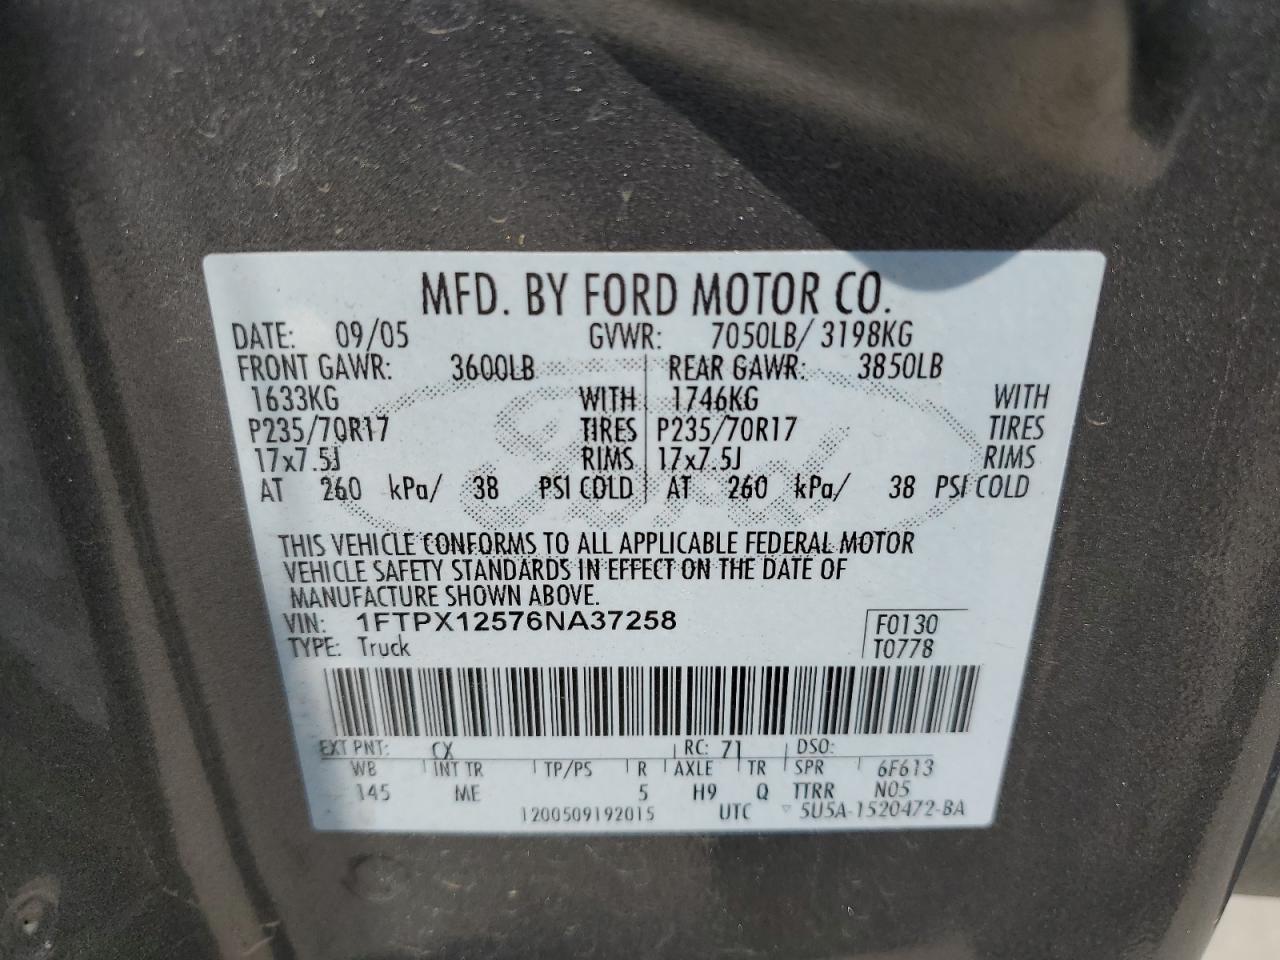 MFD. BY FORD MOTOR CO.
DATE: 09/05 GVWR: 7050LB/ 3198KG
FRONT GAWR: 3600LB REAR GAWR: 3850LB
1633KG WITH 1746KG WITH
P235/70R17 TIRES P235/70R17 TIRES
17x7.5J RIMS 17x7.5J RIMS
AT 260 kPa/ 38 PSI COLD AT 260 kPa/ 38 PSI COLD
Ford
THIS VEHICLE CONFORMS TO ALL APPLICABLE FEDERAL MOTOR
VEHICLE SAFETY STANDARDS IN EFFECT ON THE DATE OF
MANUFACTURE SHOWN ABOVE.
VIN: 1FTPX12576NA37258 F0130
TYPE: Truck T0778
EXT PNT: CX RC: 71 DSO:
WB INT TR TP/PS R AXLE TR SPR 6F613
145 ME 5 H9 Q TTRR N05
1200509192015 UTC 5U5A-1520472-BA